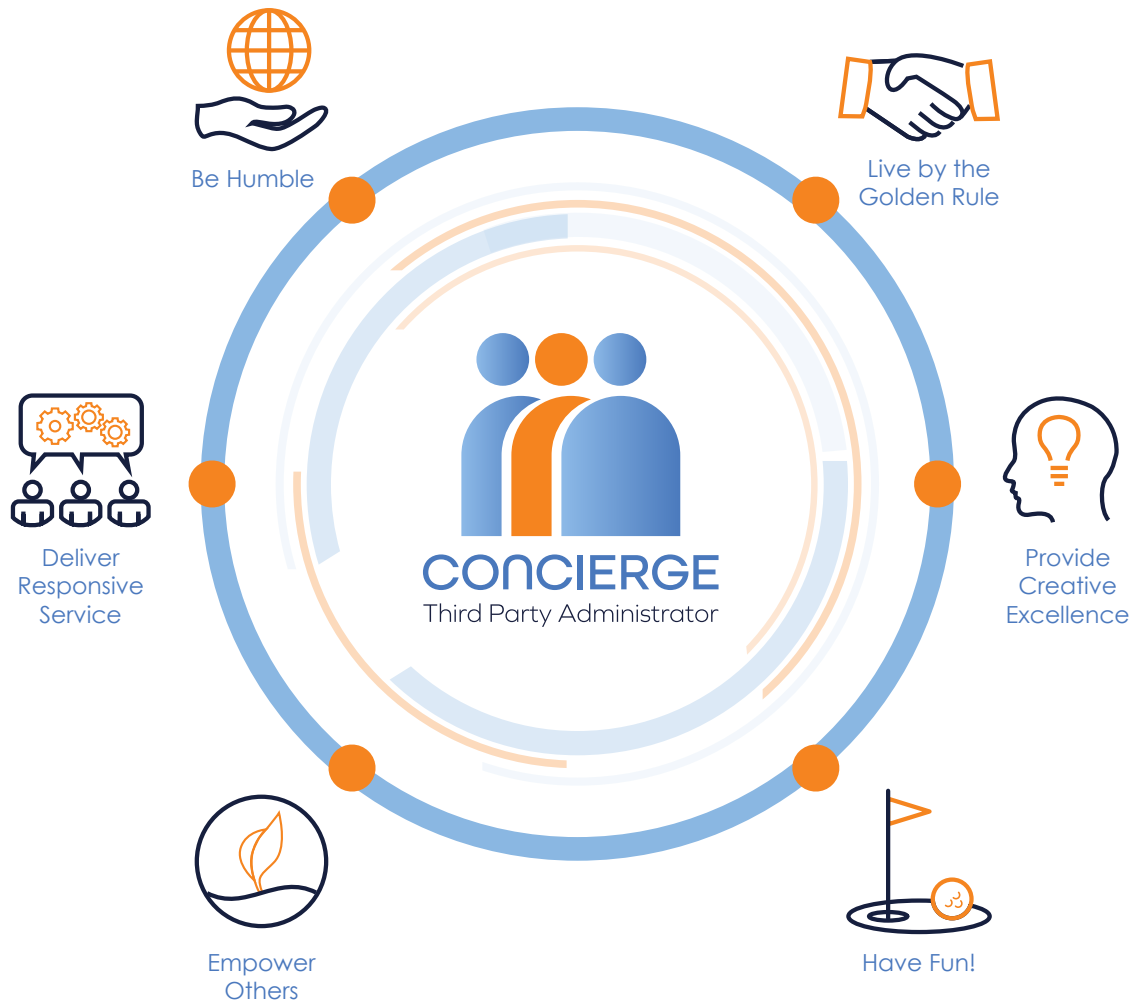 Be Humble
Live by the
Golden Rule
Deliver
Responsive
Service
CONCIERGE
Third Party Administrator
Provide
Creative
Excellence
Empower
Others
Have Fun!